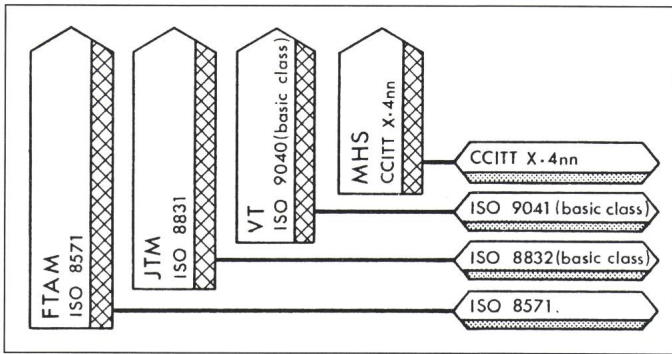 FTAM
ISO 8571
JTM
ISO 8831
VT
ISO 9040(basic class)
MHS
CCITT X·4nn
CCITT X·4nn
ISO 9041 (basic class)
ISO 8832(basic class)
ISO 8571.